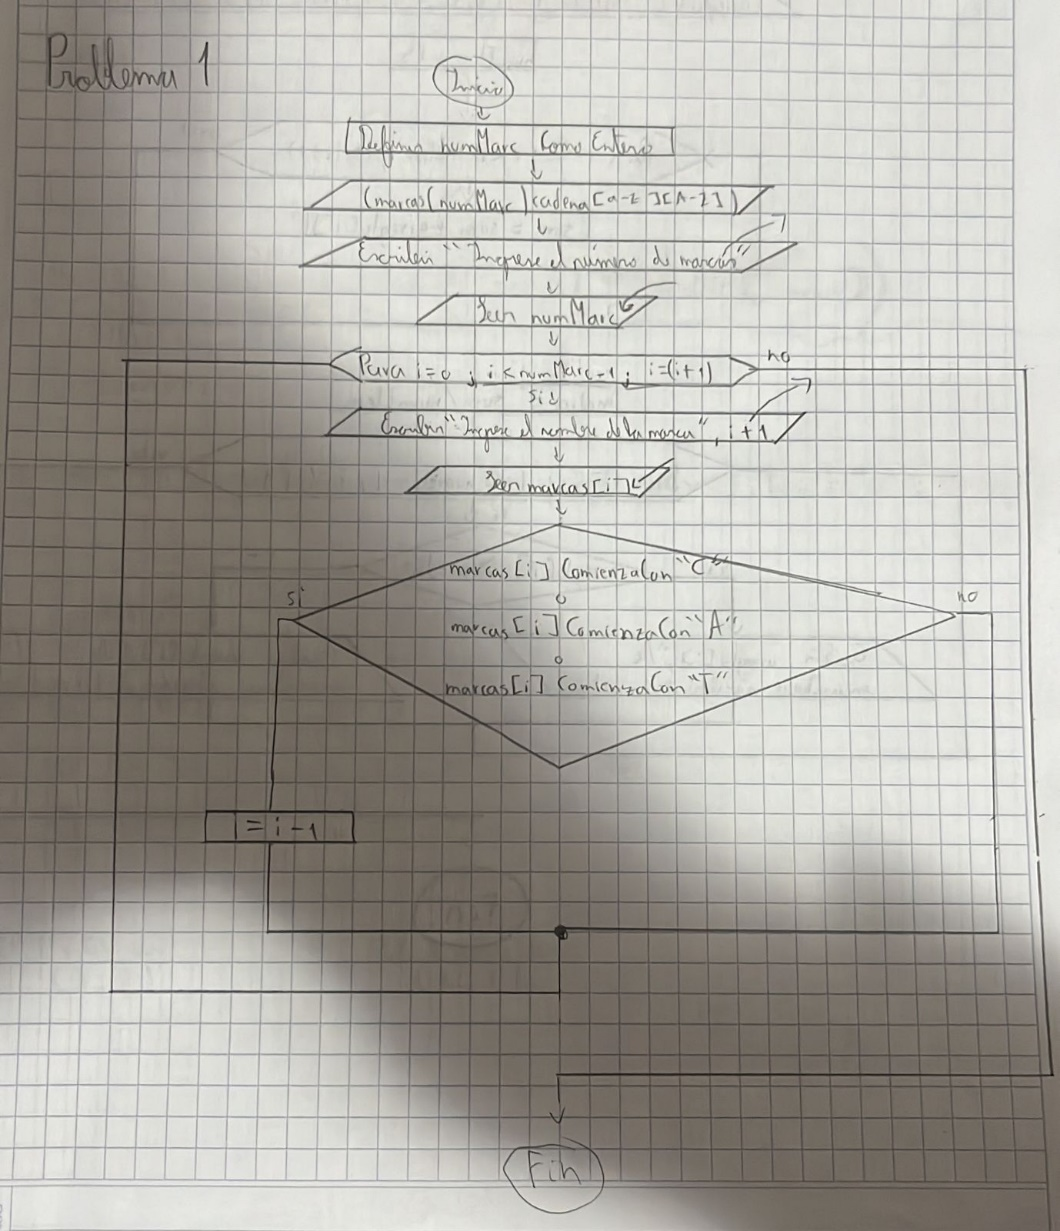 Problema 1
Inicio
Definir numMarc Como Entero
(marcas(numMarc)cadena[a-z][A-Z])
Escribir "Ingrese el número de marcas"
Leer numMarc
Para i=0 ; i<numMarc-1 ; i=(i+1)
no
si
Escribir "Ingrese el nombre de la marca", i+1
Leer marcas[i]
marcas[i] ComienzaCon "C"
si
no
o
marcas[i] ComienzaCon "A"
o
marcas[i] ComienzaCon "T"
i = i-1
Fin